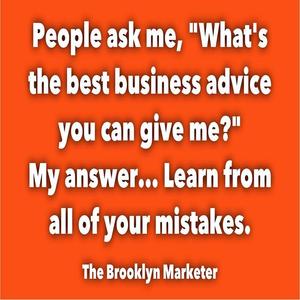 People ask me, "What's
the best business advice
you can give me?"
My answer... Learn from
all of your mistakes.
The Brooklyn Marketer